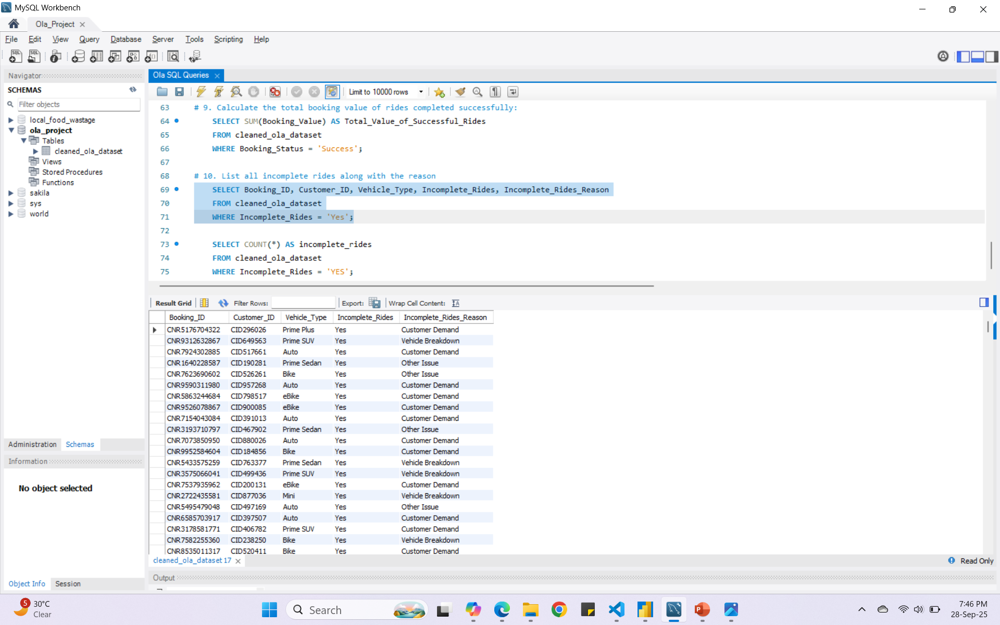 MySQL Workbench
Ola_Project
File Edit View Query Database Server Tools Scripting Help
Navigator
SCHEMAS
Filter objects
local_food_wastage
ola_project
Tables
cleaned_ola_dataset
Views
Stored Procedures
Functions
sakila
sys
world
Administration Schemas
Information
No object selected
Object Info Session
Ola SQL Queries
Limit to 10000 rows
63 # 9. Calculate the total booking value of rides completed successfully:
64 SELECT SUM(Booking_Value) AS Total_Value_of_Successful_Rides
65 FROM cleaned_ola_dataset
66 WHERE Booking_Status = 'Success';
67
68 # 10. List all incomplete rides along with the reason
69 SELECT Booking_ID, Customer_ID, Vehicle_Type, Incomplete_Rides, Incomplete_Rides_Reason
70 FROM cleaned_ola_dataset
71 WHERE Incomplete_Rides = 'Yes';
72
73 SELECT COUNT(*) AS incomplete_rides
74 FROM cleaned_ola_dataset
75 WHERE Incomplete_Rides = 'YES';
Result Grid Filter Rows: Export: Wrap Cell Content:
Booking_ID Customer_ID Vehicle_Type Incomplete_Rides Incomplete_Rides_Reason
CNR5176704322 CID296026 Prime Plus Yes Customer Demand
CNR9312632867 CID649563 Prime SUV Yes Vehicle Breakdown
CNR7924302885 CID517661 Auto Yes Customer Demand
CNR1640228587 CID190281 Prime Sedan Yes Other Issue
CNR7623690602 CID526261 Bike Yes Other Issue
CNR9590311980 CID957268 Auto Yes Customer Demand
CNR5863244684 CID798517 eBike Yes Customer Demand
CNR9526078867 CID900085 eBike Yes Customer Demand
CNR7154043084 CID391013 Auto Yes Customer Demand
CNR3193710797 CID467902 Prime Sedan Yes Other Issue
CNR7073850950 CID880026 Auto Yes Customer Demand
CNR9952584604 CID184856 Bike Yes Customer Demand
CNR5433575259 CID763377 Prime Sedan Yes Vehicle Breakdown
CNR3575066041 CID499436 Prime SUV Yes Vehicle Breakdown
CNR7537935962 CID200131 eBike Yes Customer Demand
CNR2722435581 CID877036 Mini Yes Vehicle Breakdown
CNR5495479048 CID497169 Auto Yes Other Issue
CNR6585703917 CID397507 Auto Yes Customer Demand
CNR3178581771 CID406782 Prime SUV Yes Customer Demand
CNR7582255360 CID238250 Bike Yes Vehicle Breakdown
CNR8535011317 CID520411 Bike Yes Customer Demand
cleaned_ola_dataset 17
Read Only
Output
5
30°C
Clear
Search
7:46 PM
28-Sep-25